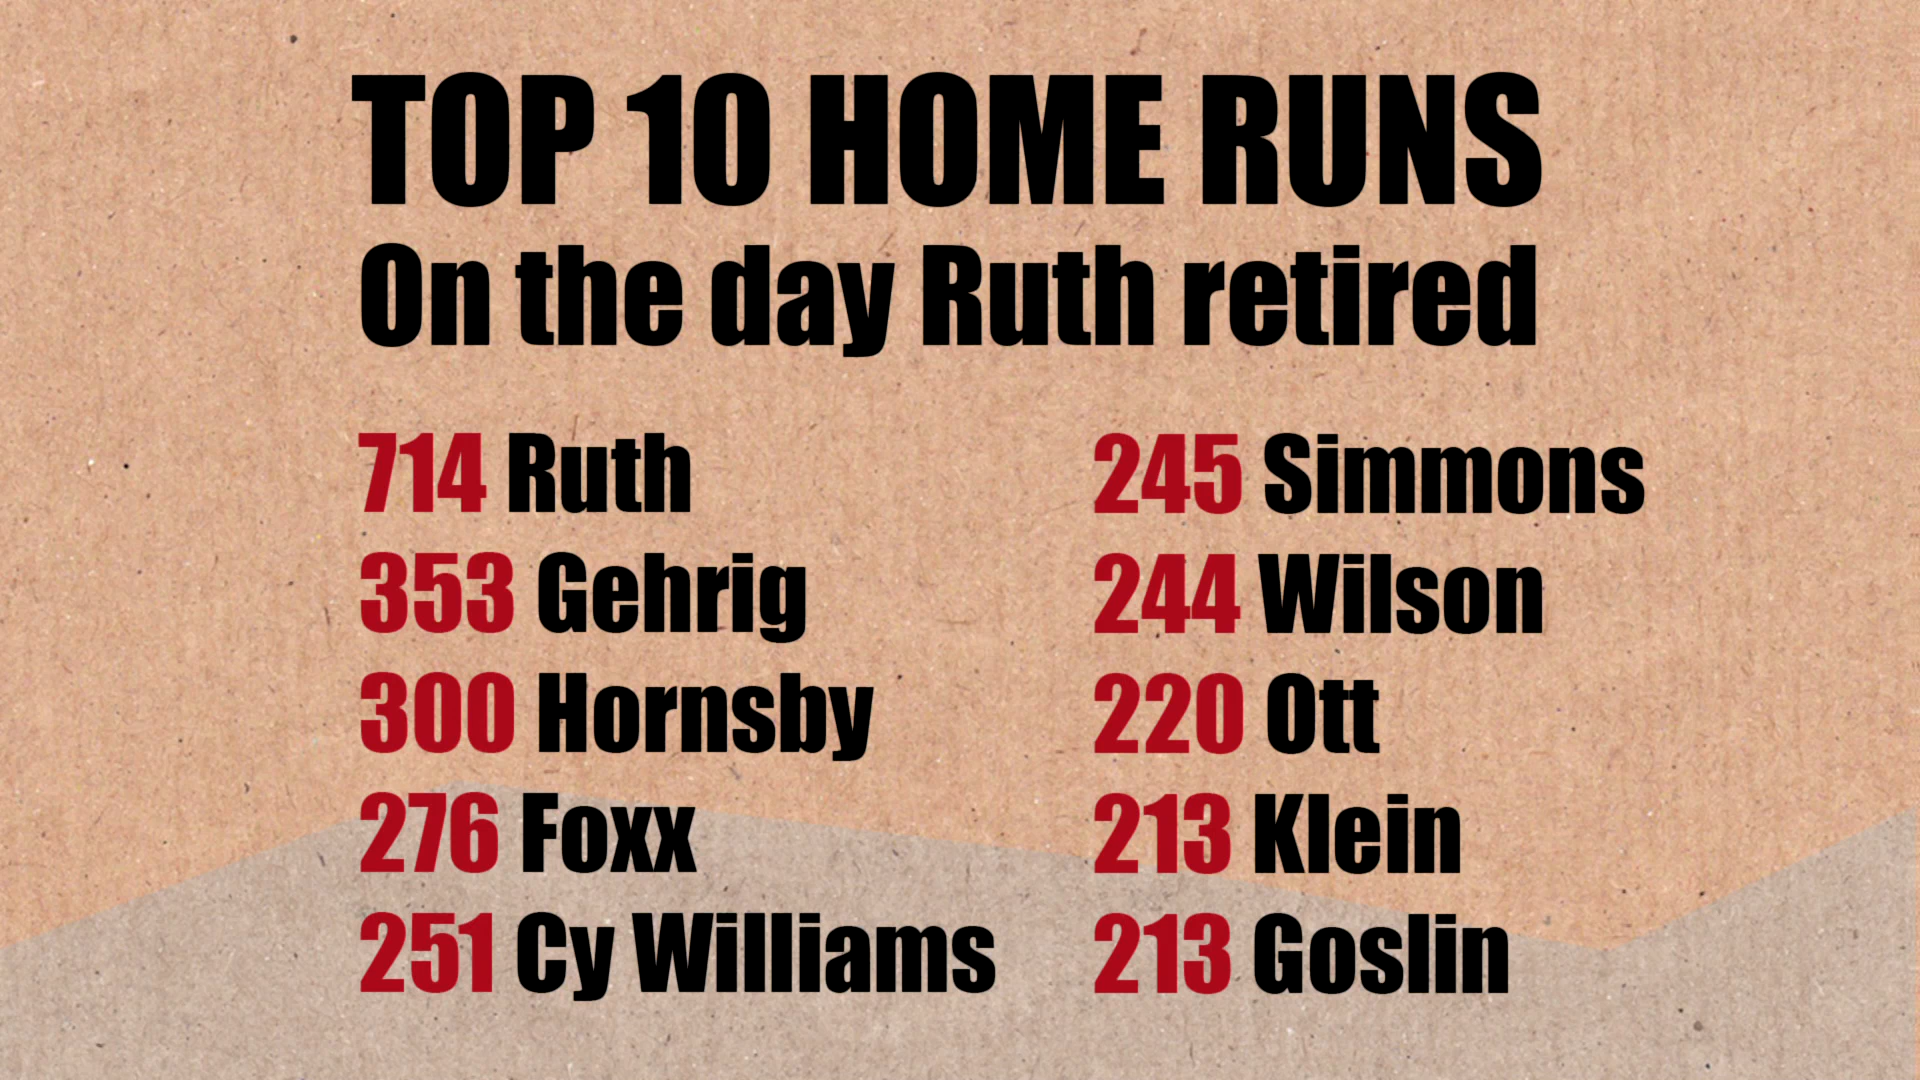 TOP 10 HOME RUNS
On the day Ruth retired
714 Ruth
353 Gehrig
300 Hornsby
276 Foxx
251 Cy Williams
245 Simmons
244 Wilson
220 Ott
213 Klein
213 Goslin